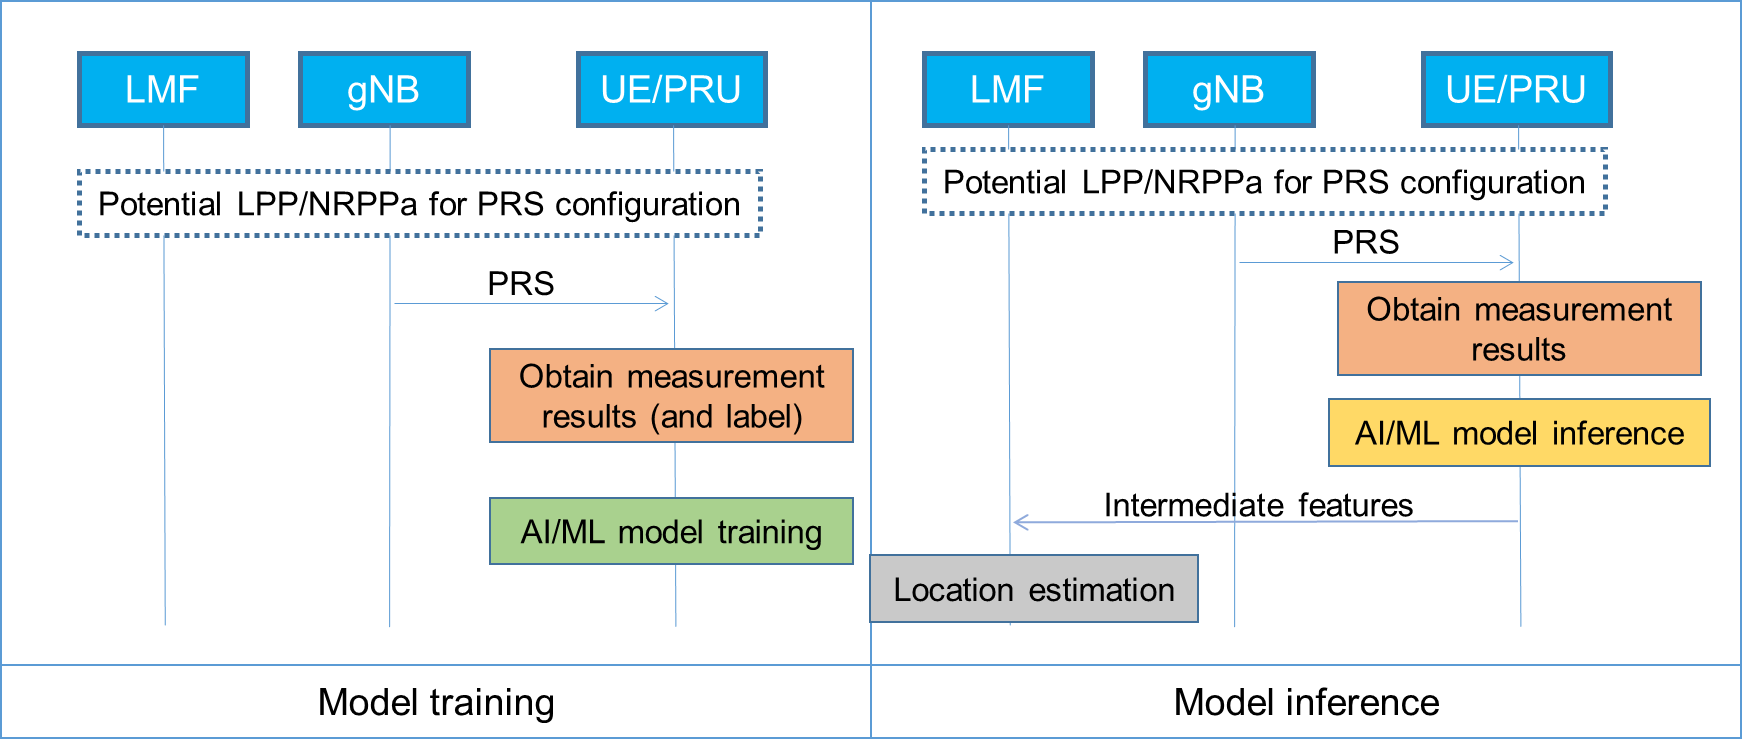 LMF
gNB
UE/PRU
Potential LPP/NRPPa for PRS configuration
PRS
Obtain measurement
results (and label)
AI/ML model training
Model training
LMF
gNB
UE/PRU
Potential LPP/NRPPa for PRS configuration
PRS
Obtain measurement
results
AI/ML model inference
Intermediate features
Location estimation
Model inference